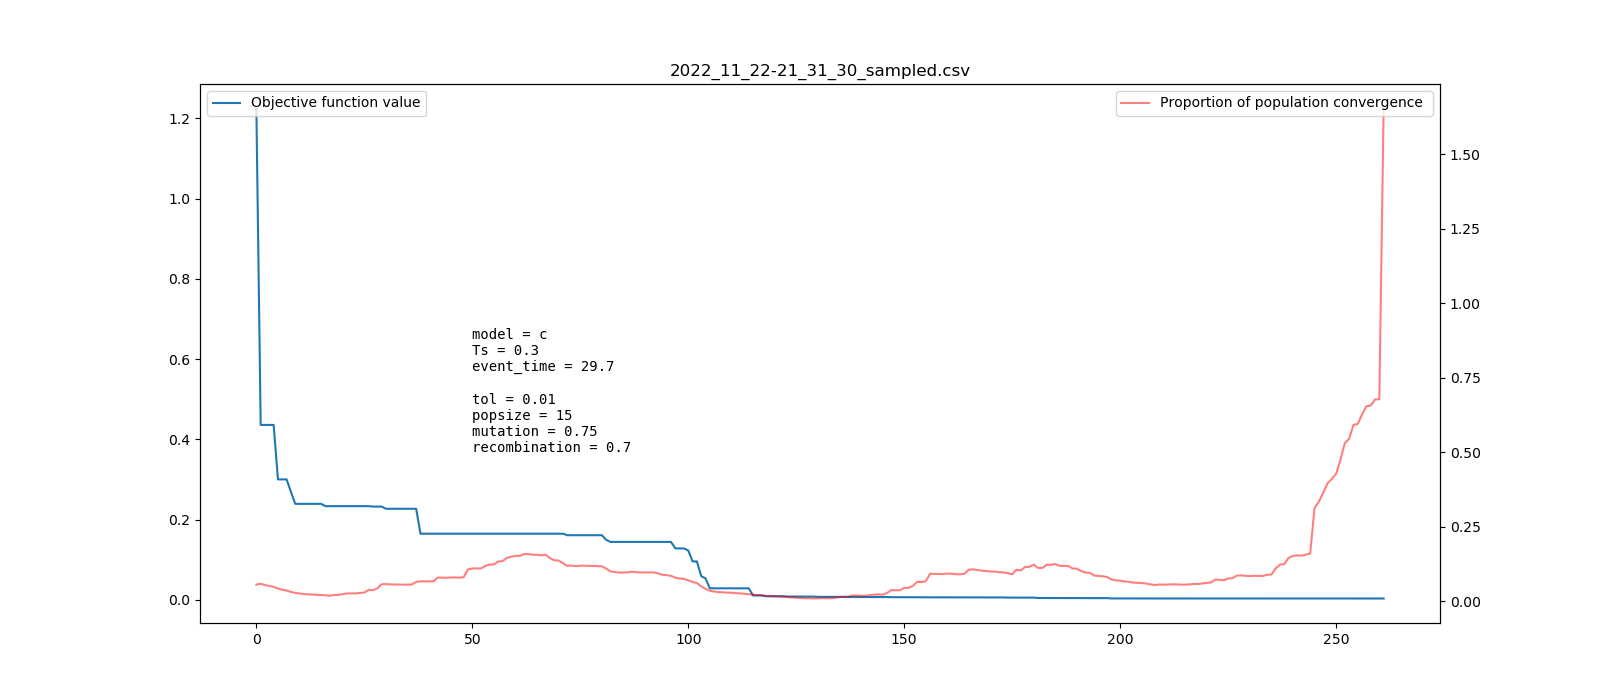 2022_11_22-21_31_30_sampled.csv
Objective function value
Proportion of population convergence
1.2
1.0
0.8
0.6
0.4
0.2
0.0
model = c
Ts = 0.3
event_time = 29.7
tol = 0.01
popsize = 15
mutation = 0.75
recombination = 0.7
1.50
1.25
1.00
0.75
0.50
0.25
0.00
0 50 100 150 200 250